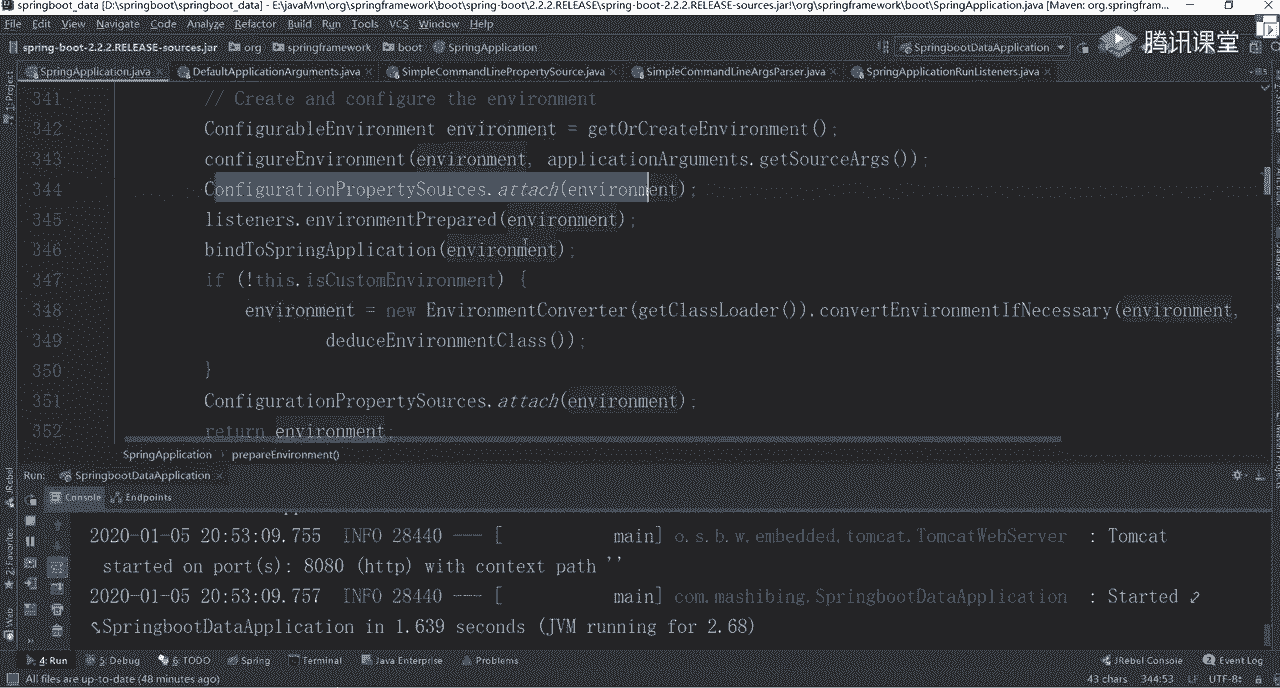 springboot_data [D:\springboot\springboot_data] - E:\javaMvn\org\springframework\boot\spring-boot\2.2.2.RELEASE\spring-boot-2.2.2.RELEASE-sources.jar!\org\springframework\boot\SpringApplication.java [Maven: org.springfram...
File Edit View Navigate Code Analyze Refactor Build Run Tools VCS Window Help
spring-boot-2.2.2.RELEASE-sources.jar org springframework boot SpringApplication SpringbootDataApplication 腾讯课堂
SpringApplication.java DefaultApplicationArguments.java SimpleCommandLinePropertySource.java SimpleCommandLineArgsParser.java SpringApplicationRunListeners.java
1: Project
341 // Create and configure the environment
342 ConfigurableEnvironment environment = getOrCreateEnvironment();
343 configureEnvironment(environment, applicationArguments.getSourceArgs());
344 ConfigurationPropertySources.attach(environment);
345 listeners.environmentPrepared(environment);
346 bindToSpringApplication(environment);
347 if (!this.isCustomEnvironment) {
348 environment = new EnvironmentConverter(getClassLoader()).convertEnvironmentIfNecessary(environment,
349 deduceEnvironmentClass());
350 }
351 ConfigurationPropertySources.attach(environment);
352 return environment;
SpringApplication › prepareEnvironment()
Run: SpringbootDataApplication
Console Endpoints
JRebel
2: Favorites
Web
2020-01-05 20:53:09.755 INFO 28440 --- [ main] o.s.b.w.embedded.tomcat.TomcatWebServer : Tomcat
started on port(s): 8080 (http) with context path ''
2020-01-05 20:53:09.757 INFO 28440 --- [ main] com.mashibing.SpringbootDataApplication : Started
SpringbootDataApplication in 1.639 seconds (JVM running for 2.68)
4: Run 5: Debug 6: TODO Spring Terminal Java Enterprise Problems JRebel Console Event Log
All files are up-to-date (48 minutes ago) 43 chars 344:53 LF UTF-8